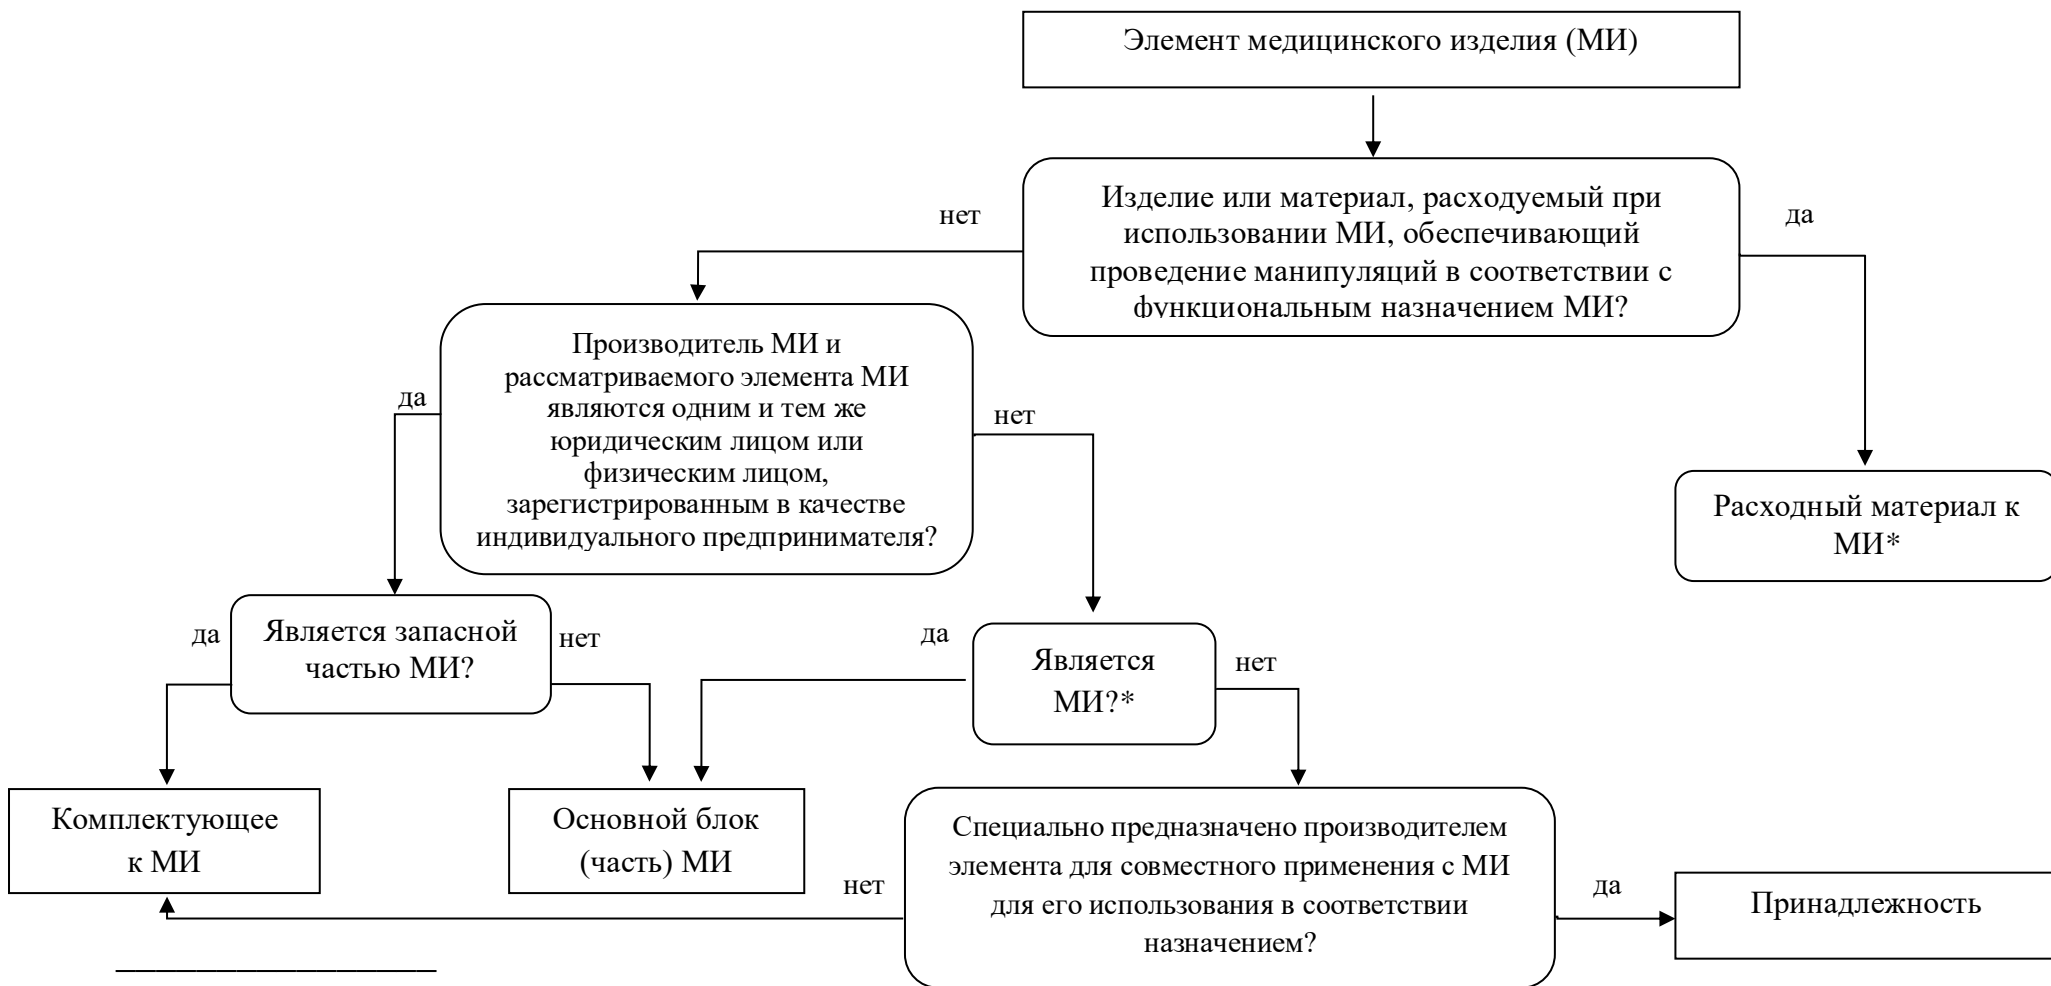 Элемент медицинского изделия (МИ)
нет
Изделие или материал, расходуемый при
использовании МИ, обеспечивающий
проведение манипуляций в соответствии с
функциональным назначением МИ?
да
Производитель МИ и
рассматриваемого элемента МИ
являются одним и тем же
юридическим лицом или
физическим лицом,
зарегистрированным в качестве
индивидуального предпринимателя?
да
нет
Расходный материал к
МИ*
да
Является запасной
частью МИ?
нет
да
Является
МИ?*
нет
Комплектующее
к МИ
Основной блок
(часть) МИ
Специально предназначено производителем
элемента для совместного применения с МИ
для его использования в соответствии
назначением?
нет
да
Принадлежность